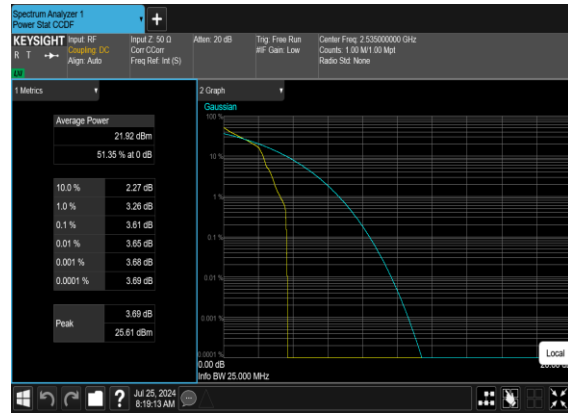 Spectrum Analyzer 1
Power Stat CCDF
KEYSIGHT
R T
LW
Input: RF
Coupling: DC
Align: Auto
Input Z: 50 Ω
Corr CCorr
Freq Ref: Int (S)
Atten: 20 dB
Trig: Free Run
#IF Gain: Low
Center Freq: 2.535000000 GHz
Counts: 1.00 M/1.00 Mpt
Radio Std: None
1 Metrics
Average Power
21.92 dBm
51.35 % at 0 dB
10.0 % 2.27 dB
1.0 % 3.26 dB
0.1 % 3.61 dB
0.01 % 3.65 dB
0.001 % 3.68 dB
0.0001 % 3.69 dB
Peak
3.69 dB
25.61 dBm
2 Graph
Gaussian
100 %
10 %
1 %
0.1 %
0.01 %
0.001 %
0.0001 %
0.00 dB
Info BW 25.000 MHz
Local
?
Jul 25, 2024
8:19:13 AM